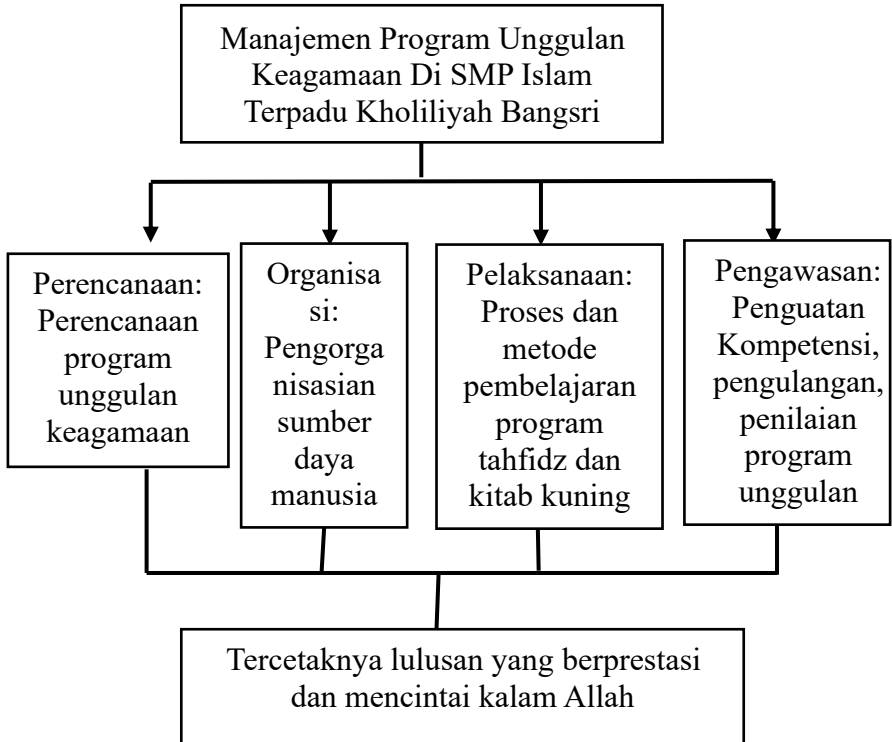 Manajemen Program Unggulan
Keagamaan Di SMP Islam
Terpadu Kholiliyah Bangsri
Perencanaan:
Perencanaan
program
unggulan
keagamaan
Organisa
si:
Pengorga
nisasian
sumber
daya
manusia
Pelaksanaan:
Proses dan
metode
pembelajaran
program
tahfidz dan
kitab kuning
Pengawasan:
Penguatan
Kompetensi,
pengulangan,
penilaian
program
unggulan
Tercetaknya lulusan yang berprestasi
dan mencintai kalam Allah